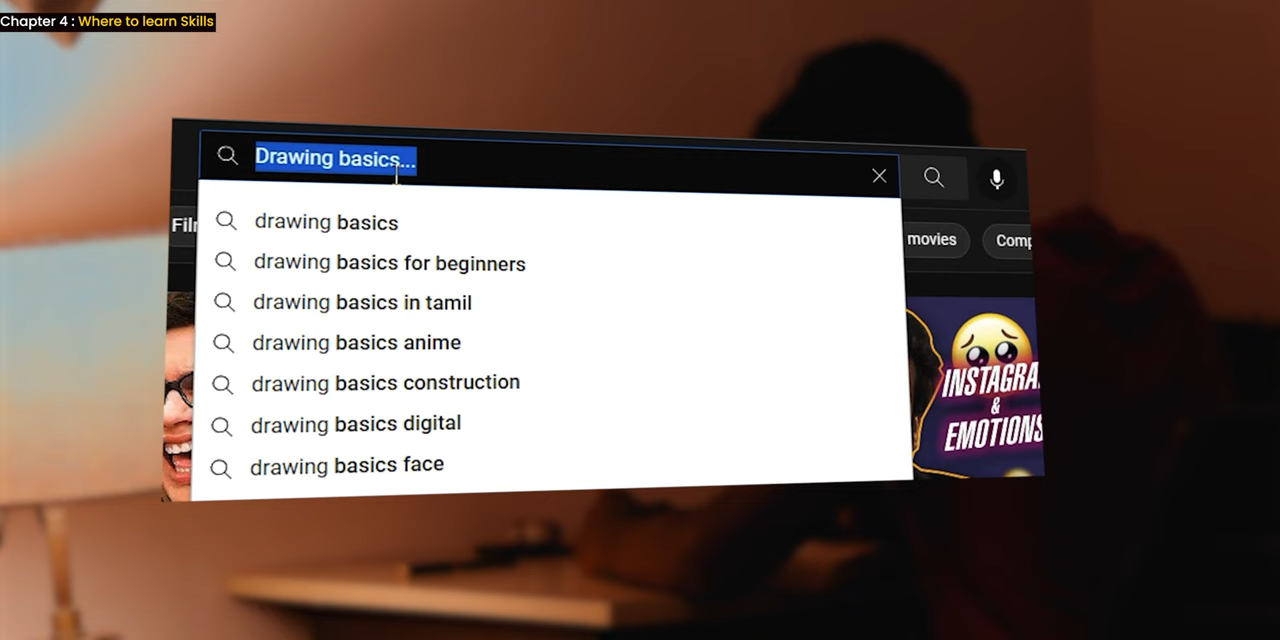 Chapter 4 : Where to learn Skills
Drawing basics...
drawing basics
drawing basics for beginners
movies
drawing basics in tamil
drawing basics anime
drawing basics construction
drawing basics digital
drawing basics face
INSTAGRA
&
EMOTIONS